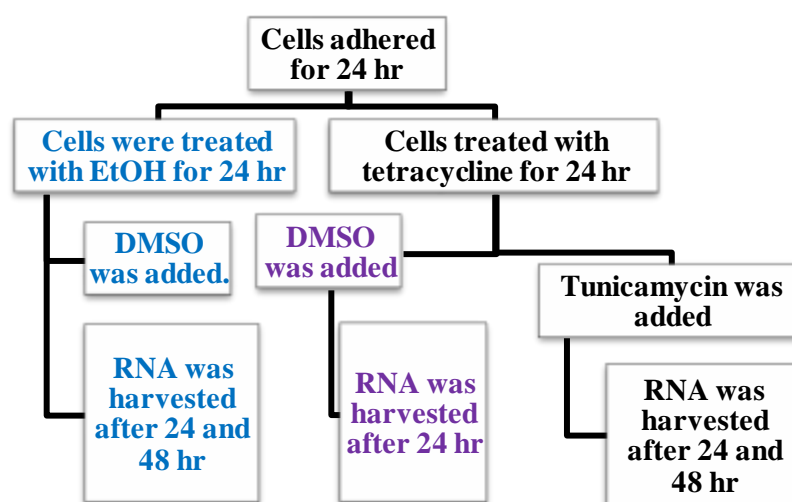 Cells adhered
for 24 hr
Cells were treated
with EtOH for 24 hr
Cells treated with
tetracycline for 24 hr
DMSO
was added.
DMSO
was added
Tunicamycin was
added
RNA was
harvested
after 24 and
48 hr
RNA was
harvested
after 24 hr
RNA was
harvested
after 24 and
48 hr